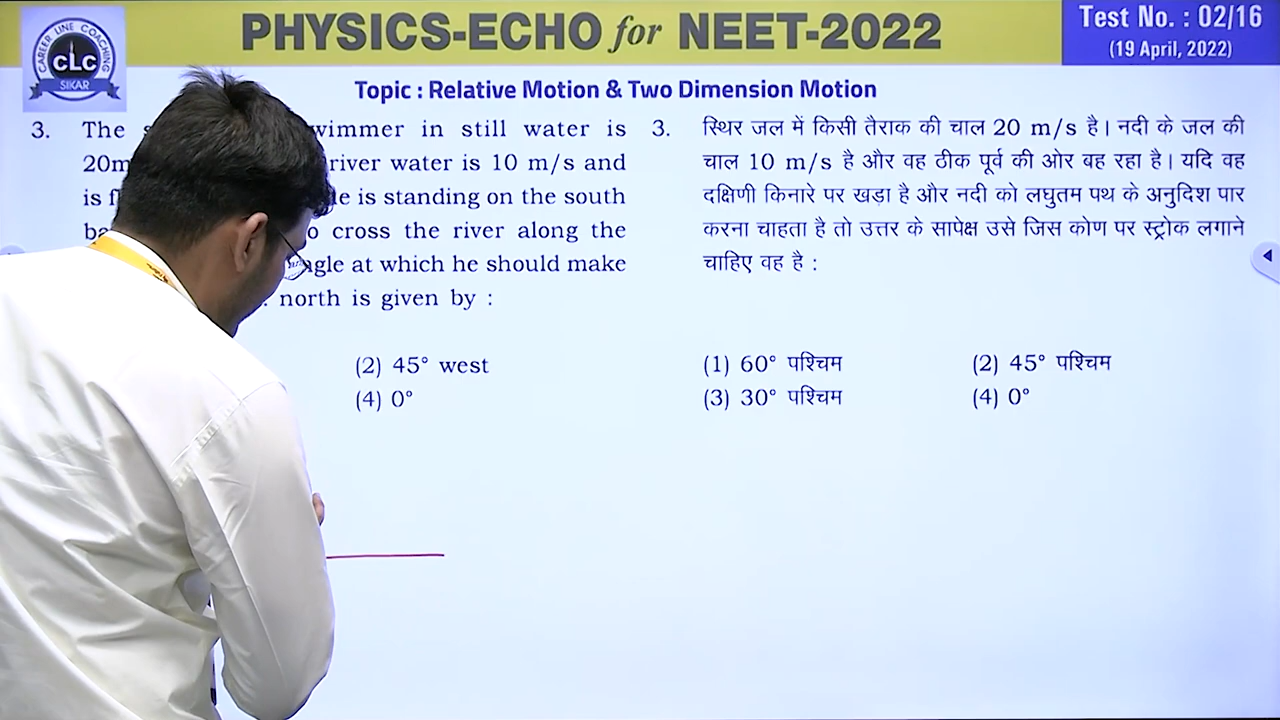 PHYSICS-ECHO for NEET-2022
Test No. : 02/16
(19 April, 2022)
CAREER LINE COACHING
CLC
SIKAR
Topic : Relative Motion & Two Dimension Motion
3. The wimmer in still water is
20m river water is 10 m/s and
is is standing on the south
cross the river along the
at which he should make
north is given by :
(2) 45° west
(4) 0°
3. स्थिर जल में किसी तैराक की चाल 20 m/s है। नदी के जल की
चाल 10 m/s है और वह ठीक पूर्व की ओर बह रहा है। यदि वह
दक्षिणी किनारे पर खड़ा है और नदी को लघुतम पथ के अनुदिश पार
करना चाहता है तो उत्तर के सापेक्ष उसे जिस कोण पर स्ट्रोक लगाने
चाहिए वह है :
(1) 60° पश्चिम (2) 45° पश्चिम
(3) 30° पश्चिम (4) 0°